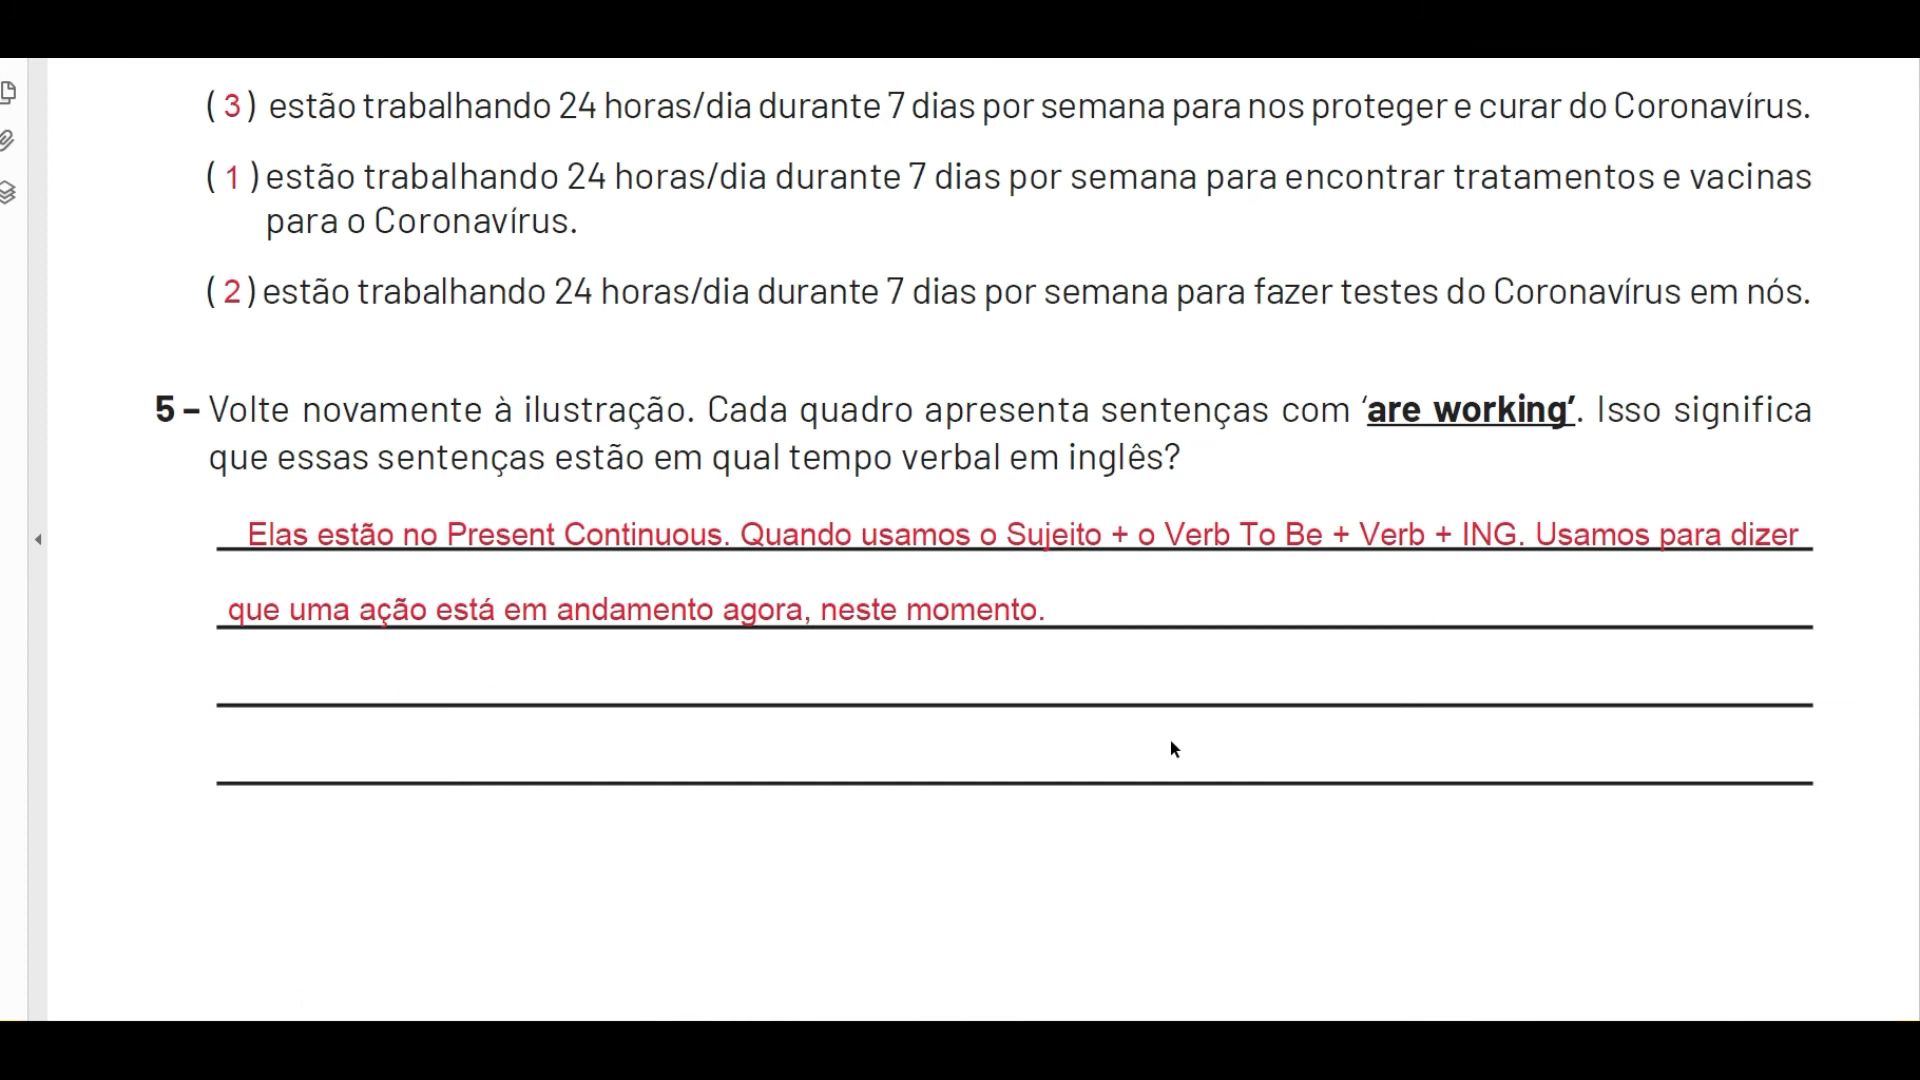 ( 3 ) estão trabalhando 24 horas/dia durante 7 dias por semana para nos proteger e curar do Coronavírus.
( 1 ) estão trabalhando 24 horas/dia durante 7 dias por semana para encontrar tratamentos e vacinas
para o Coronavírus.
( 2 ) estão trabalhando 24 horas/dia durante 7 dias por semana para fazer testes do Coronavírus em nós.
5 – Volte novamente à ilustração. Cada quadro apresenta sentenças com ‘are working’. Isso significa
que essas sentenças estão em qual tempo verbal em inglês?
Elas estão no Present Continuous. Quando usamos o Sujeito + o Verb To Be + Verb + ING. Usamos para dizer
que uma ação está em andamento agora, neste momento.